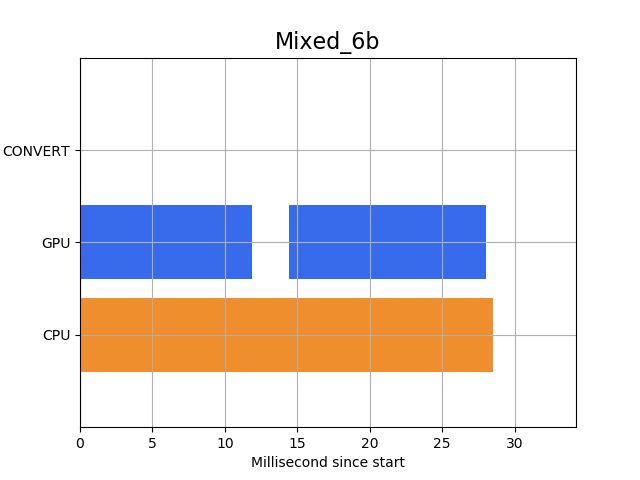 Mixed_6b
CONVERT
GPU
CPU
0 5 10 15 20 25 30
Millisecond since start